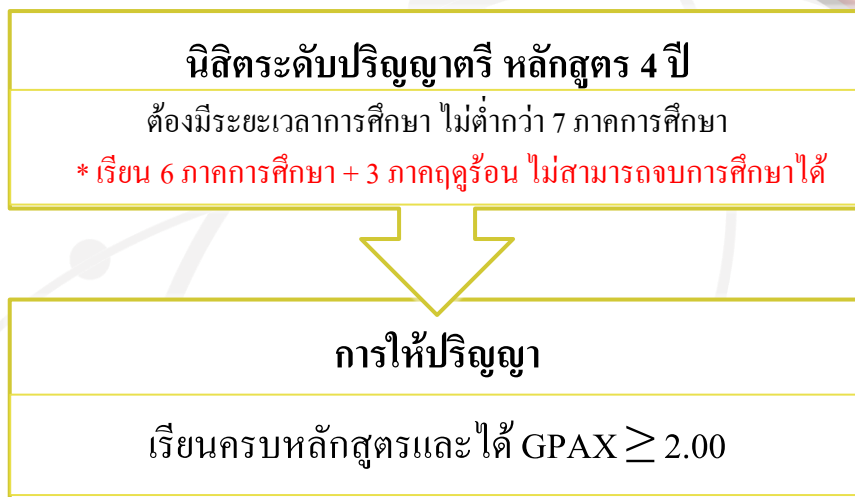 นิสิตระดับปริญญาตรี หลักสูตร 4 ปี
ต้องมีระยะเวลาการศึกษา ไม่ต่ำกว่า 7 ภาคการศึกษา
* เรียน 6 ภาคการศึกษา + 3 ภาคฤดูร้อน ไม่สามารถจบการศึกษาได้
การให้ปริญญา
เรียนครบหลักสูตรและได้ GPAX ≥ 2.00